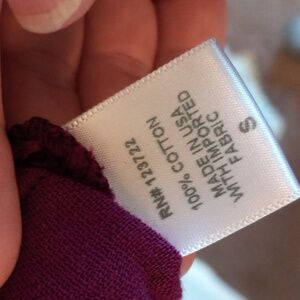 RN# 123722
100% COTTON
MADE IN USA
WITH IMPORTED
FABRIC
S